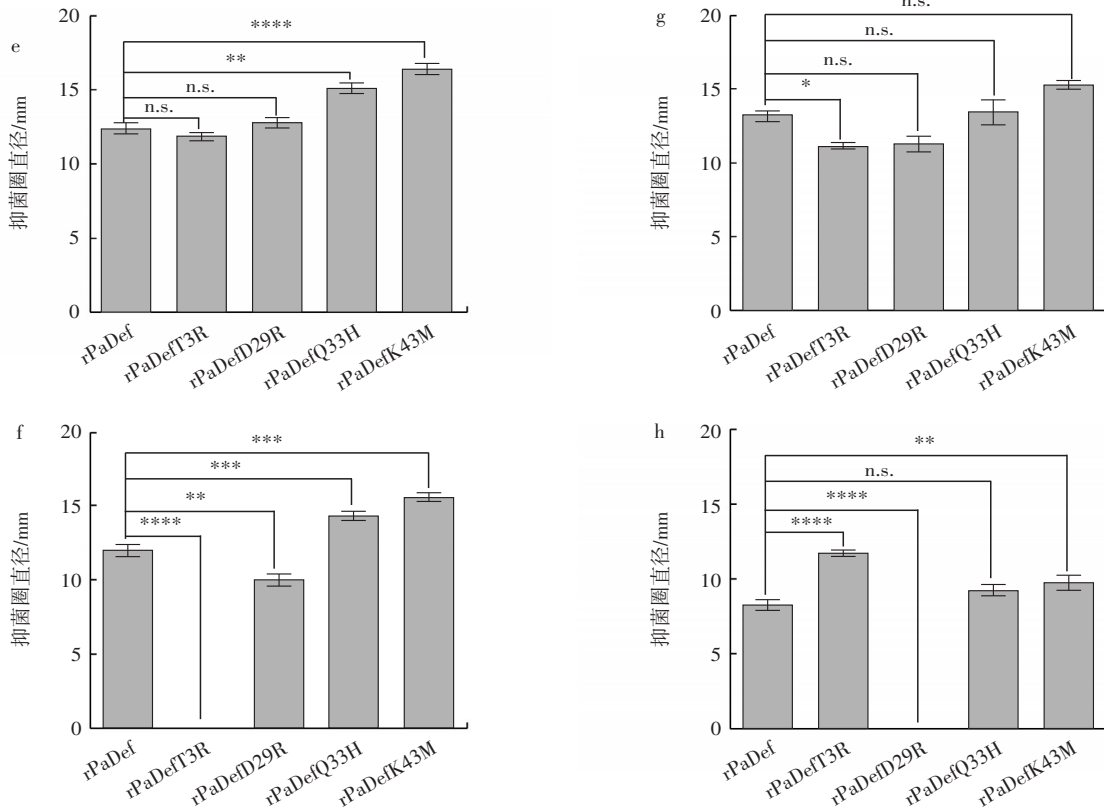 e
20
15
10
5
0
抑菌圈直径/mm
****
**
n.s.
n.s.
rPaDef
rPaDefT3R
rPaDefD29R
rPaDefQ33H
rPaDefK43M
g
20
15
10
5
0
抑菌圈直径/mm
n.s.
n.s.
n.s.
*
rPaDef
rPaDefT3R
rPaDefD29R
rPaDefQ33H
rPaDefK43M
f
20
15
10
5
0
抑菌圈直径/mm
***
***
**
****
rPaDef
rPaDefT3R
rPaDefD29R
rPaDefQ33H
rPaDefK43M
h
20
15
10
5
0
抑菌圈直径/mm
**
n.s.
****
****
rPaDef
rPaDefT3R
rPaDefD29R
rPaDefQ33H
rPaDefK43M